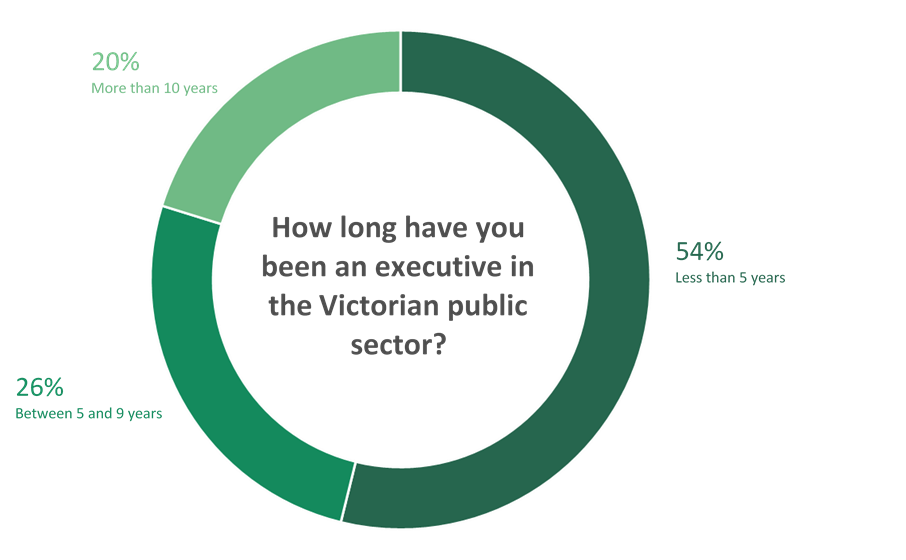 20%
More than 10 years
How long have you
been an executive in
the Victorian public
sector?
54%
Less than 5 years
26%
Between 5 and 9 years